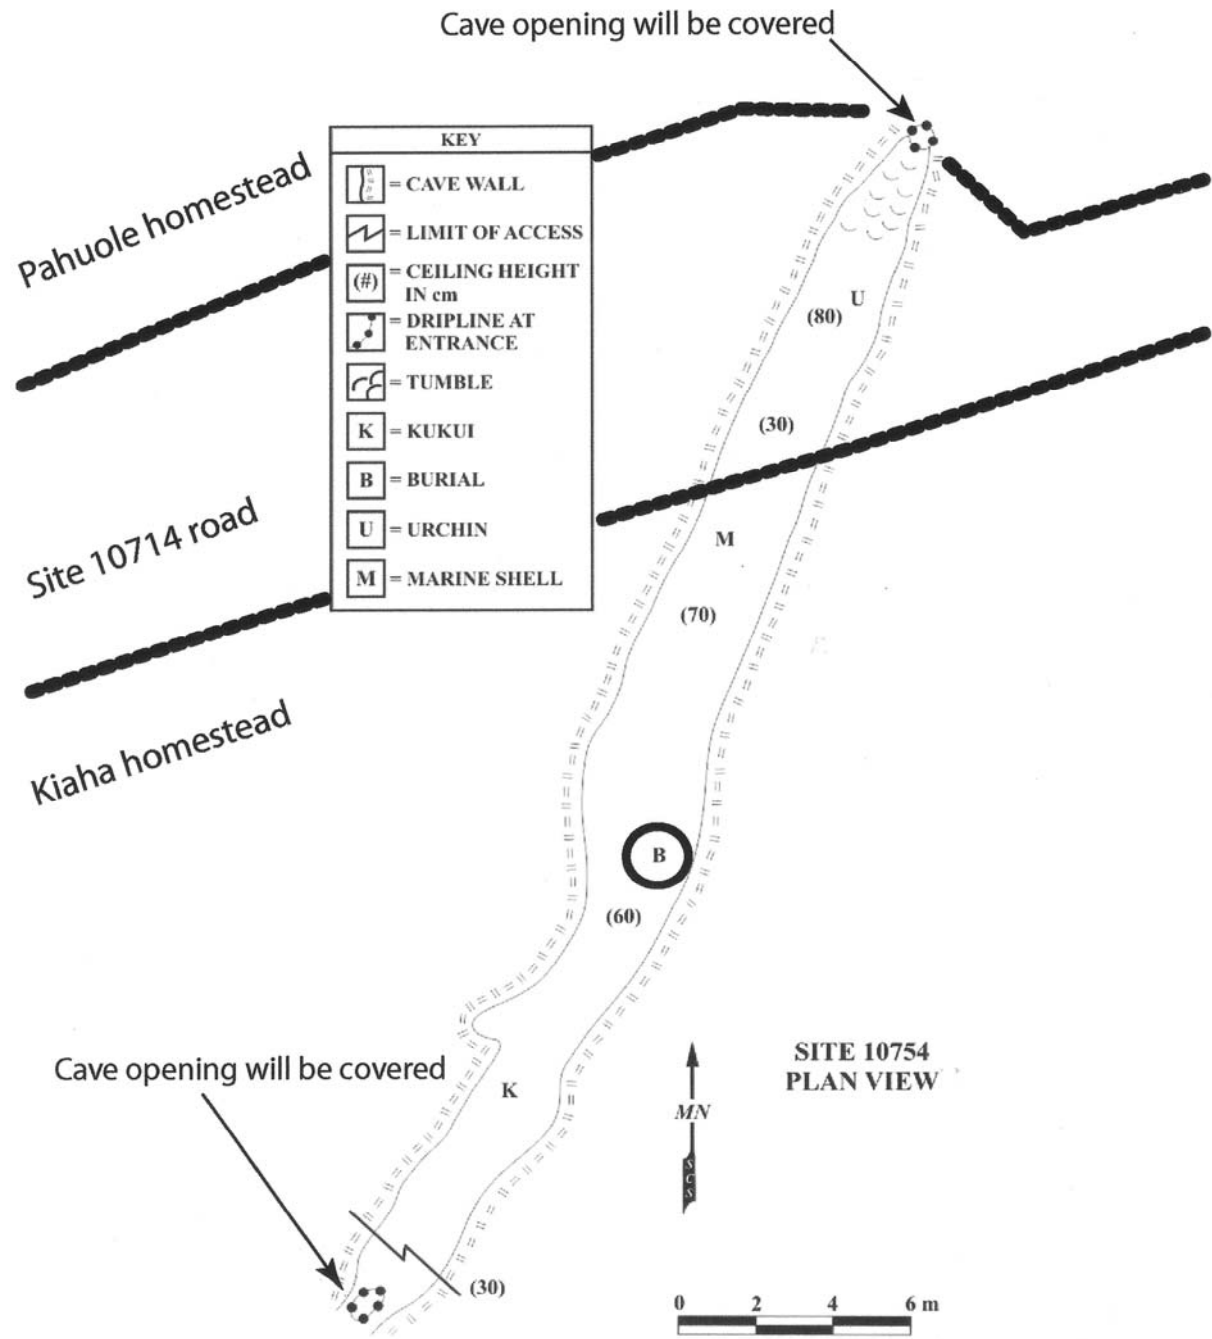 Cave opening will be covered
KEY
= CAVE WALL
= LIMIT OF ACCESS
(#) = CEILING HEIGHT
IN cm
= DRIPLINE AT
ENTRANCE
= TUMBLE
K = KUKUI
B = BURIAL
U = URCHIN
M = MARINE SHELL
Pahuole homestead
Site 10714 road
Kiaha homestead
U
(80)
(30)
M
(70)
B
(60)
Cave opening will be covered
K
(30)
SITE 10754
PLAN VIEW
MN
SCS
0 2 4 6 m